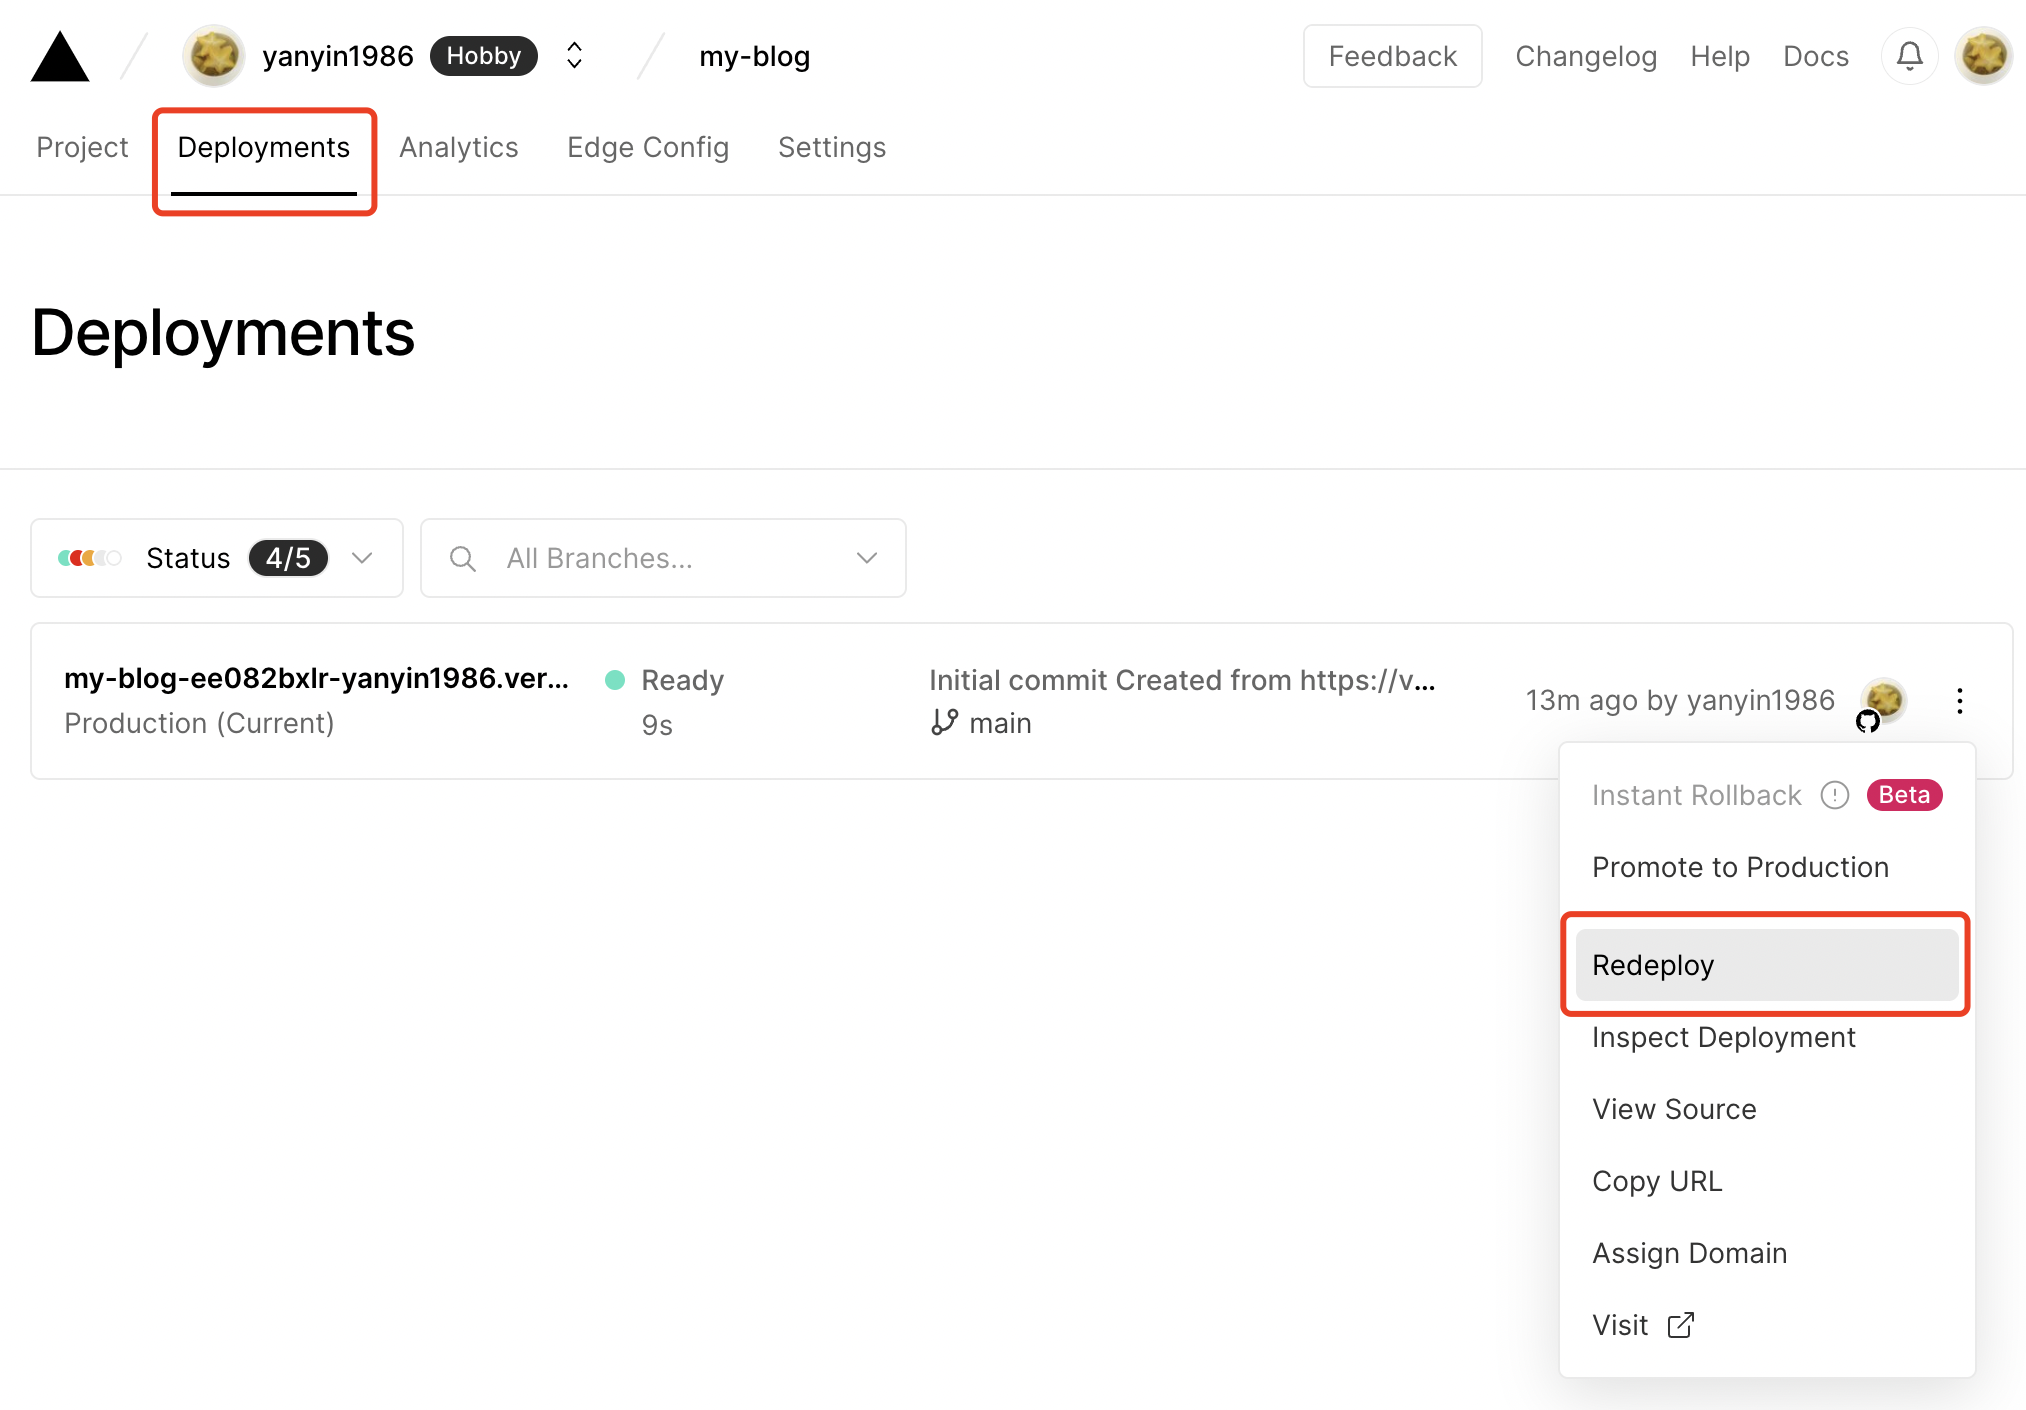 yanyin1986 Hobby my-blog Feedback Changelog Help Docs
Project Deployments Analytics Edge Config Settings
Deployments
Status 4/5 All Branches...
my-blog-ee082bxlr-yanyin1986.ver... Ready Initial commit Created from https://v... 13m ago by yanyin1986
Production (Current) 9s main
Instant Rollback Beta
Promote to Production
Redeploy
Inspect Deployment
View Source
Copy URL
Assign Domain
Visit